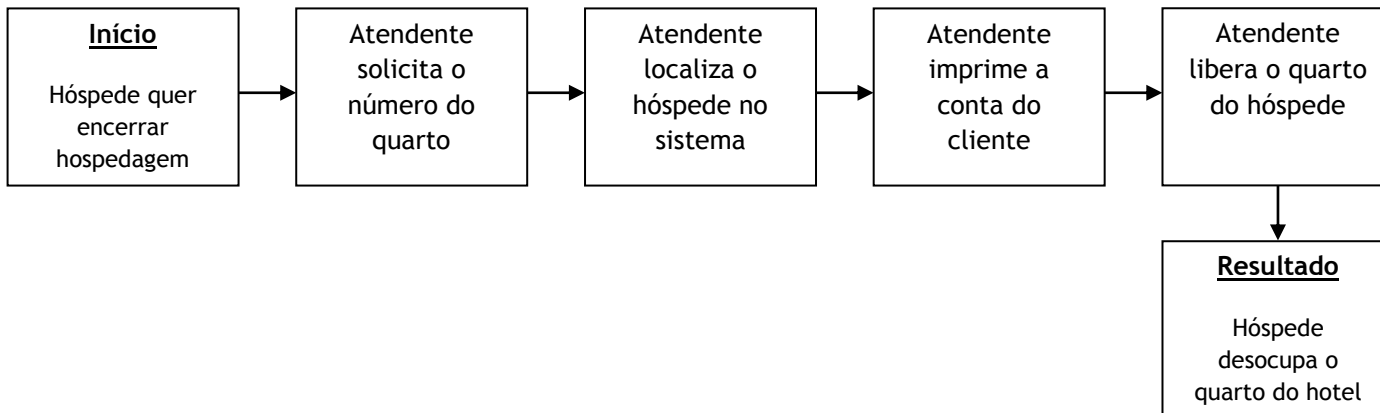 Início
Hóspede quer
encerrar
hospedagem
Atendente
solicita o
número do
quarto
Atendente
localiza o
hóspede no
sistema
Atendente
imprime a
conta do
cliente
Atendente
libera o quarto
do hóspede
Resultado
Hóspede
desocupa o
quarto do hotel